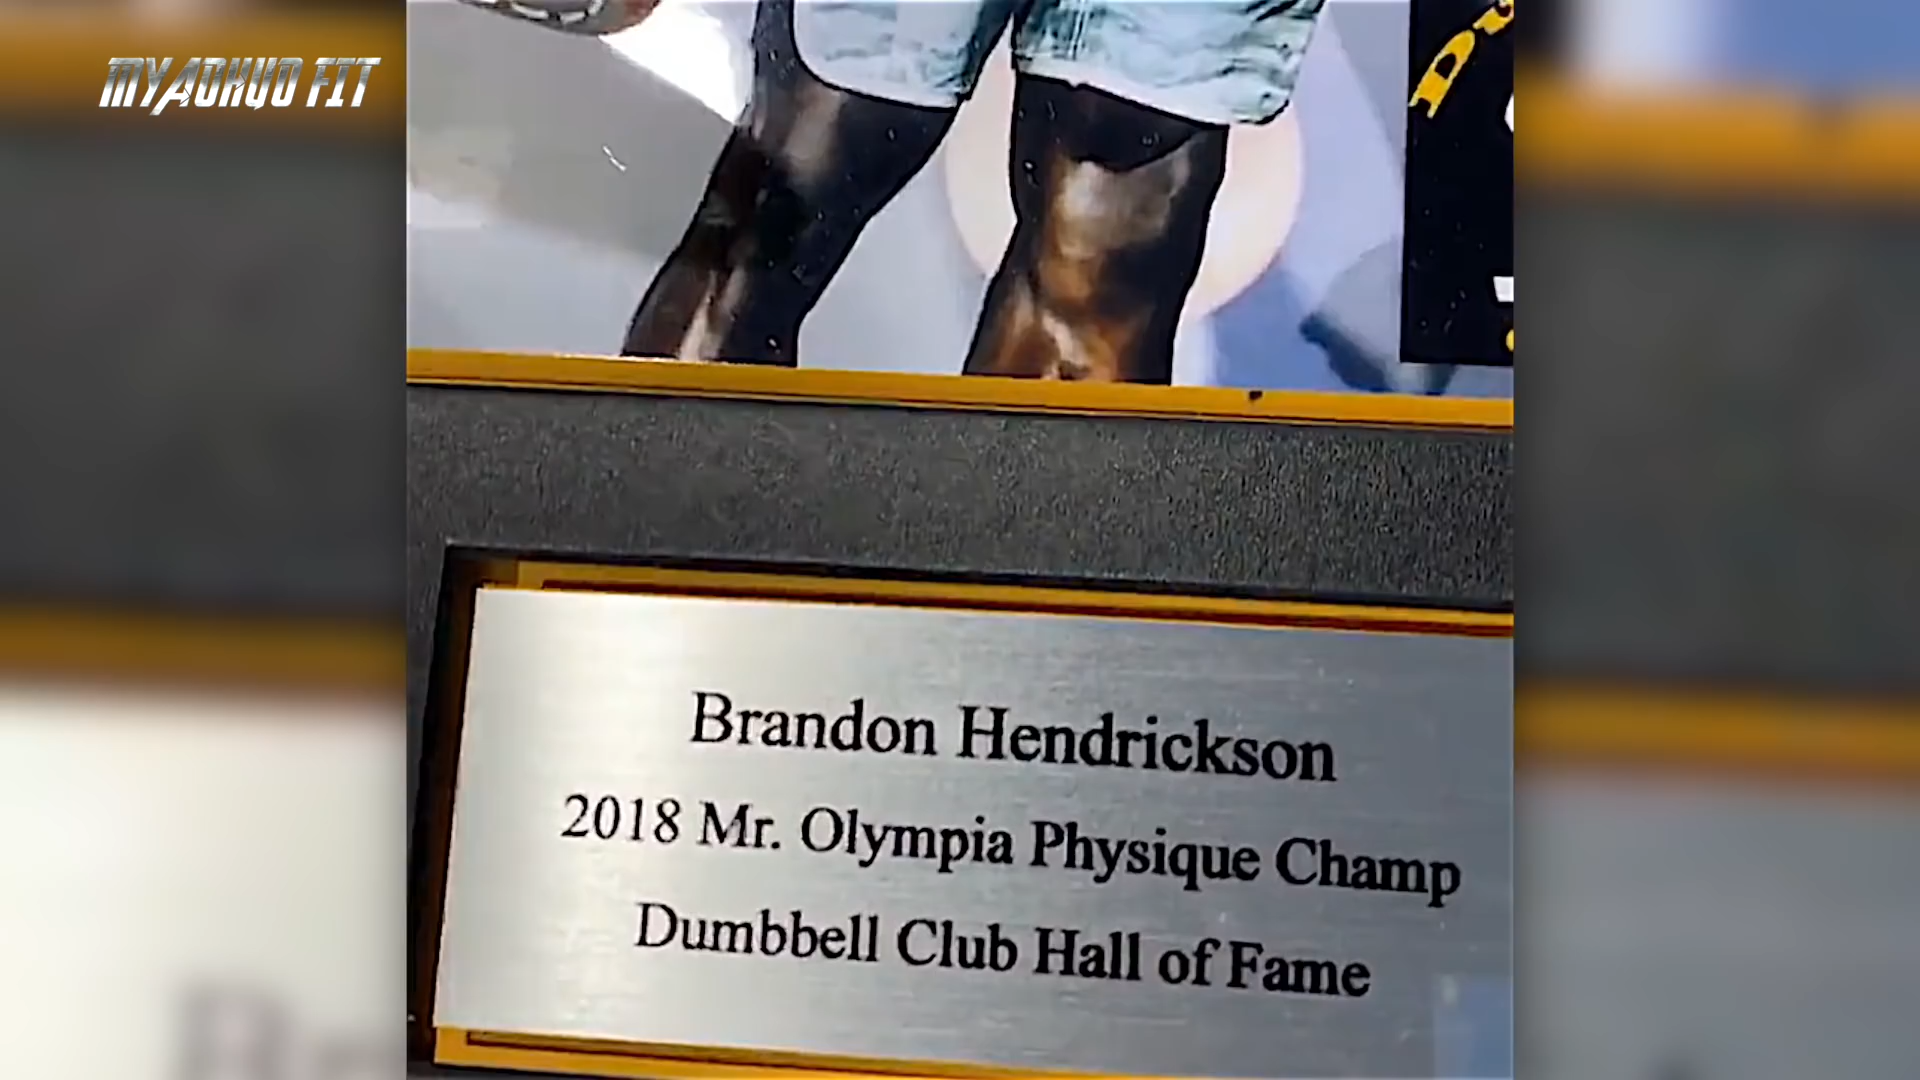 MYAOHUO FIT
Brandon Hendrickson
2018 Mr. Olympia Physique Champ
Dumbbell Club Hall of Fame